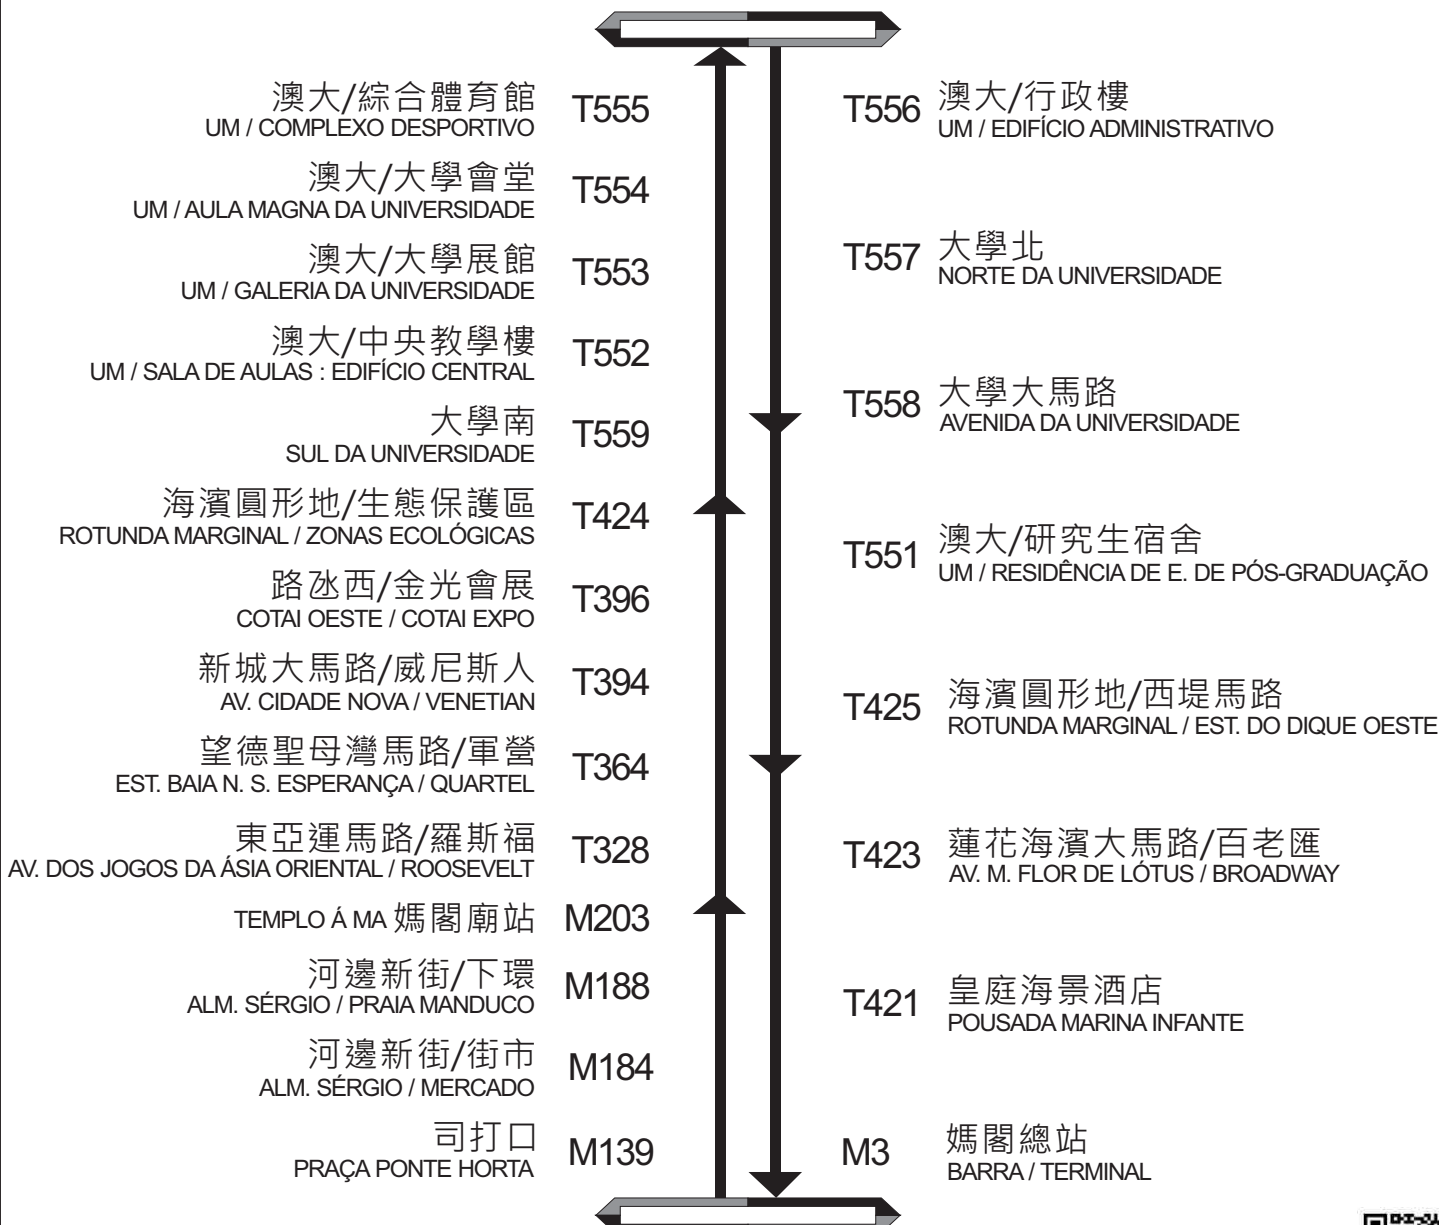 澳大/綜合體育館
UM / COMPLEXO DESPORTIVO
T555
澳大/大學會堂
UM / AULA MAGNA DA UNIVERSIDADE
T554
澳大/大學展館
UM / GALERIA DA UNIVERSIDADE
T553
澳大/中央教學樓
UM / SALA DE AULAS : EDIFÍCIO CENTRAL
T552
大學南
SUL DA UNIVERSIDADE
T559
海濱圓形地/生態保護區
ROTUNDA MARGINAL / ZONAS ECOLÓGICAS
T424
路氹西/金光會展
COTAI OESTE / COTAI EXPO
T396
新城大馬路/威尼斯人
AV. CIDADE NOVA / VENETIAN
T394
望德聖母灣馬路/軍營
EST. BAIA N. S. ESPERANÇA / QUARTEL
T364
東亞運馬路/羅斯福
AV. DOS JOGOS DA ÁSIA ORIENTAL / ROOSEVELT
T328
TEMPLO Á MA 媽閣廟站 M203
河邊新街/下環
ALM. SÉRGIO / PRAIA MANDUCO
M188
河邊新街/街市
ALM. SÉRGIO / MERCADO
M184
司打口
PRAÇA PONTE HORTA
M139
T556
澳大/行政樓
UM / EDIFÍCIO ADMINISTRATIVO
T557
大學北
NORTE DA UNIVERSIDADE
T558
大學大馬路
AVENIDA DA UNIVERSIDADE
T551
澳大/研究生宿舍
UM / RESIDÊNCIA DE E. DE PÓS-GRADUAÇÃO
T425
海濱圓形地/西堤馬路
ROTUNDA MARGINAL / EST. DO DIQUE OESTE
T423
蓮花海濱大馬路/百老匯
AV. M. FLOR DE LÓTUS / BROADWAY
T421
皇庭海景酒店
POUSADA MARINA INFANTE
M3
媽閣總站
BARRA / TERMINAL